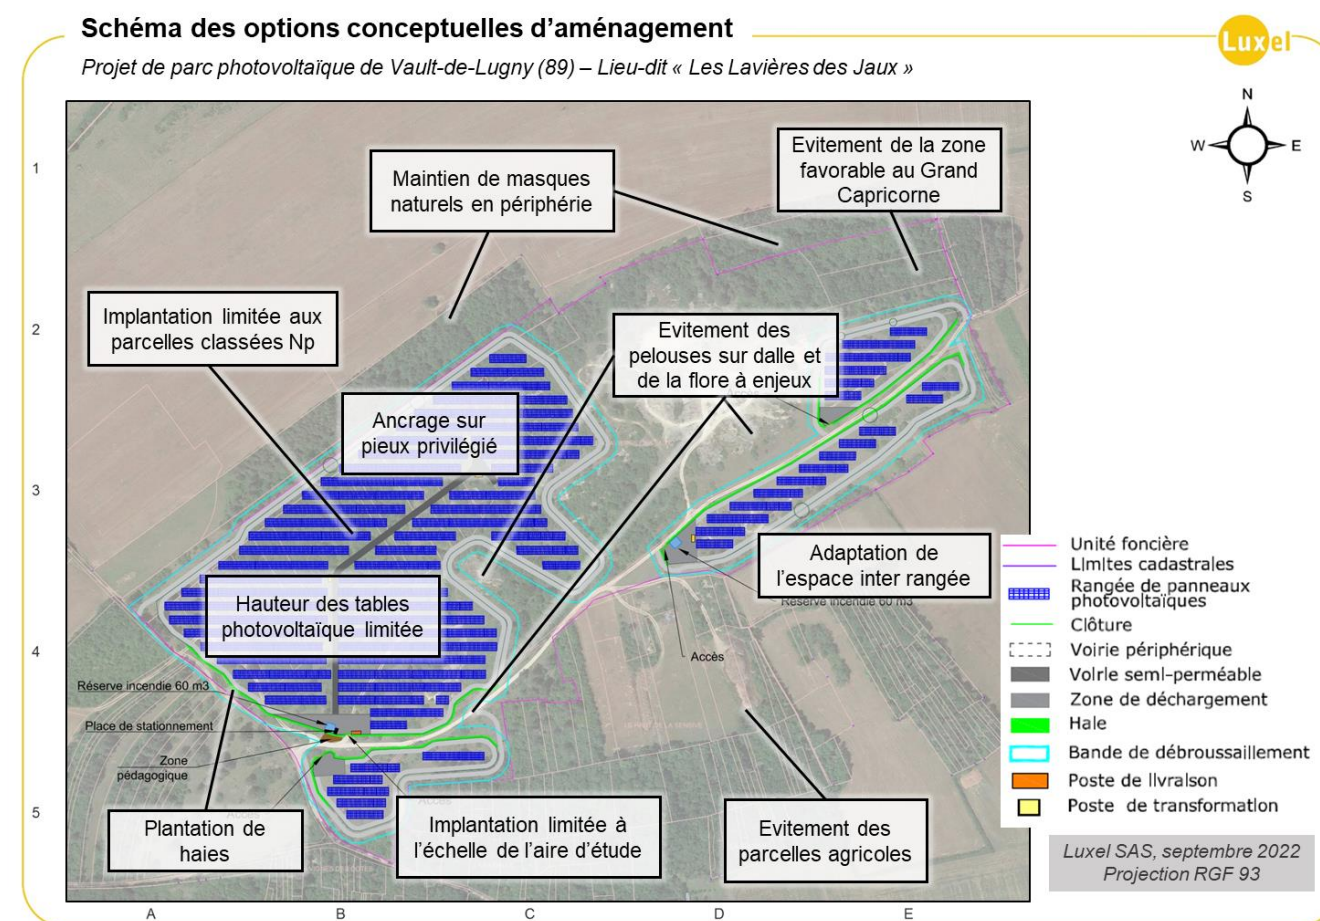 Schéma des options conceptuelles d'aménagement
Luxel
Projet de parc photovoltaïque de Vault-de-Lugny (89) – Lieu-dit « Les Lavières des Jaux »
N
W
E
S
1
2
3
4
5
Maintien de masques
naturels en périphérie
Evitement de la zone
favorable au Grand
Capricorne
Implantation limitée aux
parcelles classées Np
Evitement des
pelouses sur dalle et
de la flore à enjeux
Ancrage sur
pieux privilégié
Adaptation de
l'espace inter rangée
Réserve incendie 60 m3
Hauteur des tables
photovoltaïque limitée
Accès
Réserve incendie 60 m3
Place de stationnement
Zone
pédagogique
Accès
Accès
Plantation de
haies
Implantation limitée à
l'échelle de l'aire d'étude
Evitement des
parcelles agricoles
Unité foncière
Limites cadastrales
Rangée de panneaux
photovoltaïques
Clôture
Voirie périphérique
Voirie semi-perméable
Zone de déchargement
Haie
Bande de débroussaillement
Poste de livraison
Poste de transformation
Luxel SAS, septembre 2022
Projection RGF 93
A
B
C
D
E